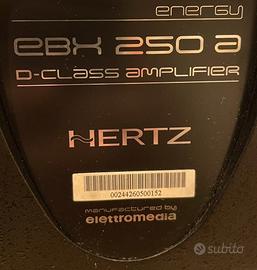 energy
eBX 250 a
D-CLASS amPLIFIER
HERTZ
00244260500152
manufactured by:
elettromedia
subito